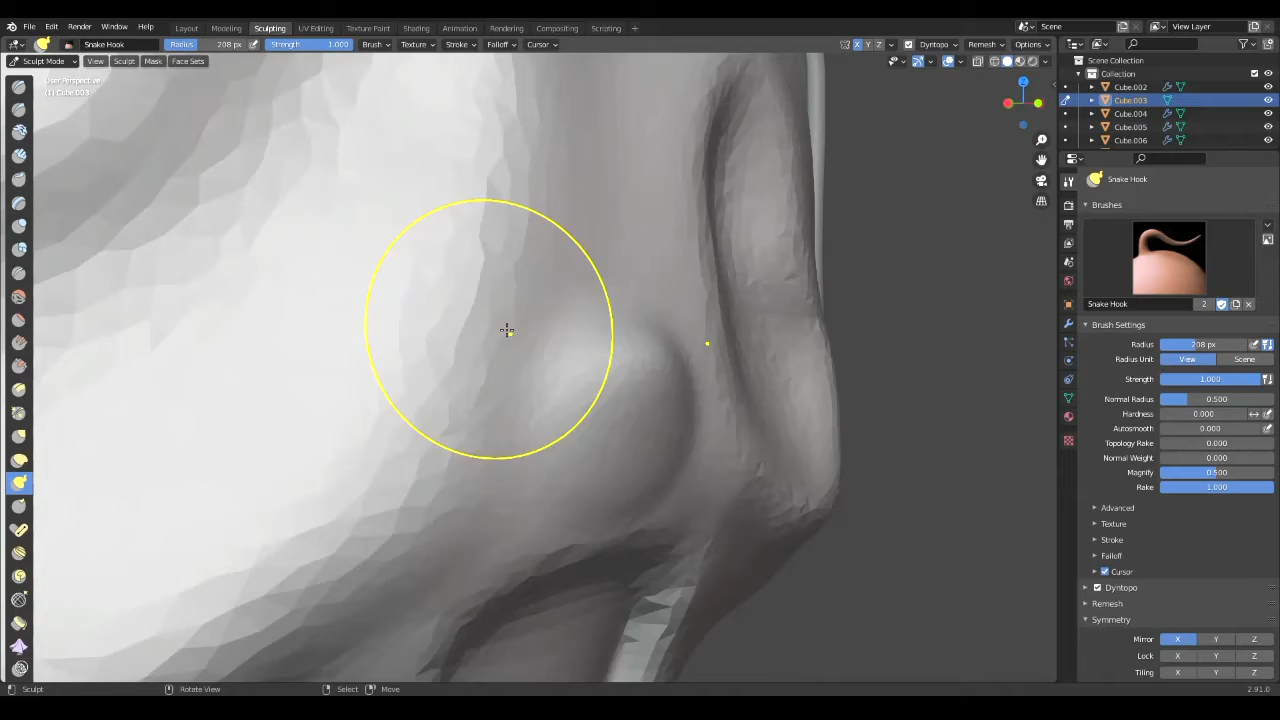 File Edit Render Window Help Layout Modeling Sculpting UV Editing Texture Paint Shading Animation Rendering Compositing Scripting + Scene View Layer
Snake Hook Radius 208 px Strength 1.000 Brush Texture Stroke Falloff Cursor X Y Z Dyntopo Remesh Options
Sculpt Mode View Sculpt Mask Face Sets
User Perspective
(1) Cube.003
Z
Scene Collection
Collection
Cube.002
Cube.003
Cube.004
Cube.005
Cube.006
Snake Hook
Brushes
Snake Hook 2
Brush Settings
Radius 208 px
Radius Unit View Scene
Strength 1.000
Normal Radius 0.500
Hardness 0.000
Autosmooth 0.000
Topology Rake 0.000
Normal Weight 0.000
Magnify 0.500
Rake 1.000
Advanced
Texture
Stroke
Falloff
Cursor
Dyntopo
Remesh
Symmetry
Mirror X Y Z
Lock X Y Z
Tiling X Y Z
Sculpt Rotate View Select Move 2.91.0